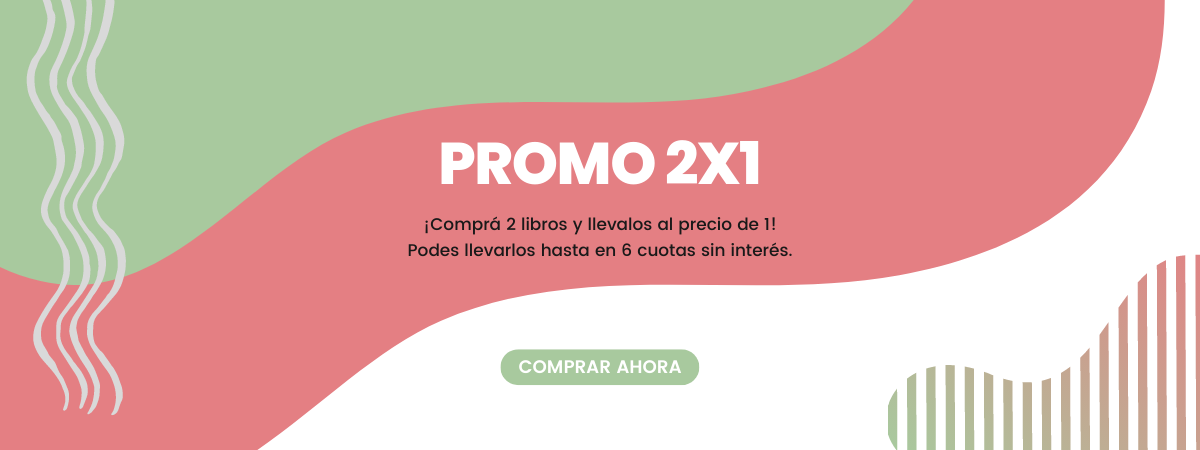 PROMO 2X1
¡Comprá 2 libros y llevalos al precio de 1!
Podes llevarlos hasta en 6 cuotas sin interés.
COMPRAR AHORA